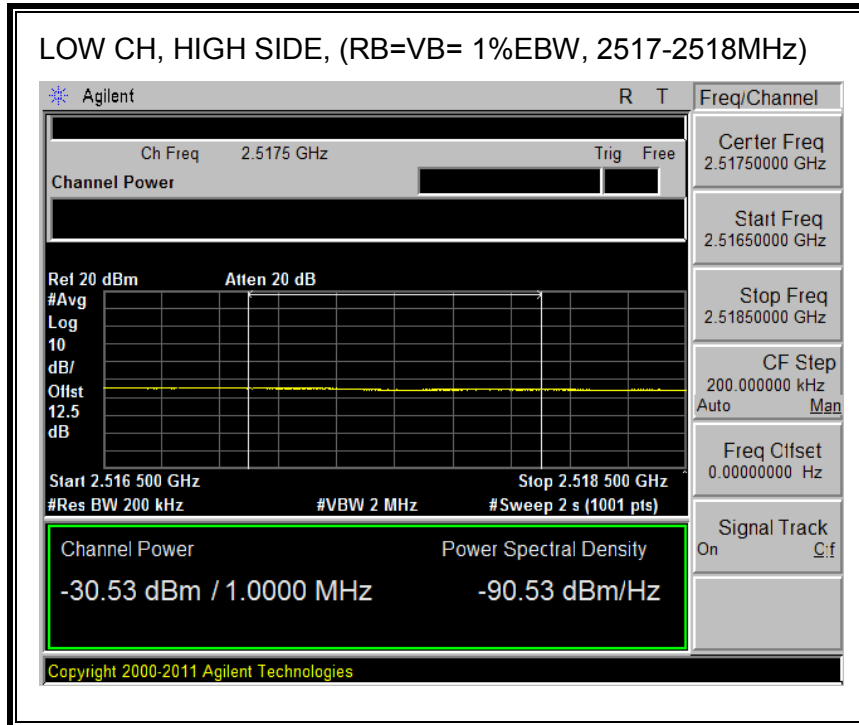 LOW CH, HIGH SIDE, (RB=VB= 1%EBW, 2517-2518MHz)
Agilent R T
Ch Freq 2.5175 GHz Trig Free
Channel Power
Ref 20 dBm Atten 20 dB
#Avg
Log
10
dB/
Offst
12.5
dB
Start 2.516 500 GHz Stop 2.518 500 GHz
#Res BW 200 kHz #VBW 2 MHz #Sweep 2 s (1001 pts)
Channel Power Power Spectral Density
-30.53 dBm / 1.0000 MHz -90.53 dBm/Hz
Copyright 2000-2011 Agilent Technologies
Freq/Channel
Center Freq
2.51750000 GHz
Start Freq
2.51650000 GHz
Stop Freq
2.51850000 GHz
CF Step
200.000000 kHz
Auto Man
Freq Offset
0.00000000 Hz
Signal Track
On Off